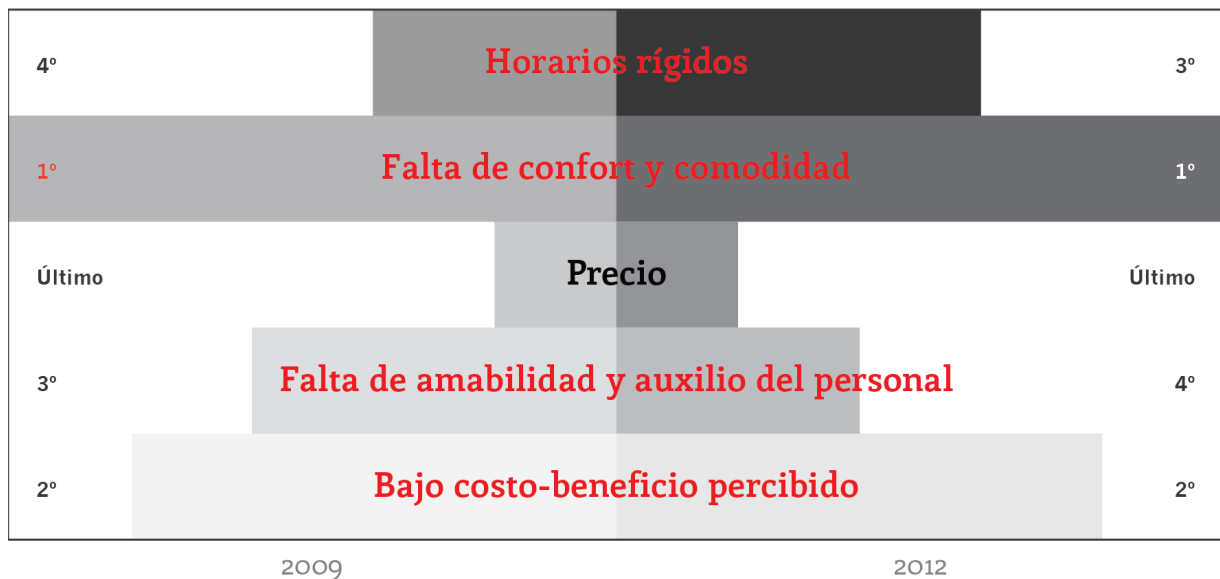 4º Horarios rígidos 3º
1º Falta de confort y comodidad 1º
Último Precio Último
3º Falta de amabilidad y auxilio del personal 4º
2º Bajo costo-beneficio percibido 2º
2009 2012